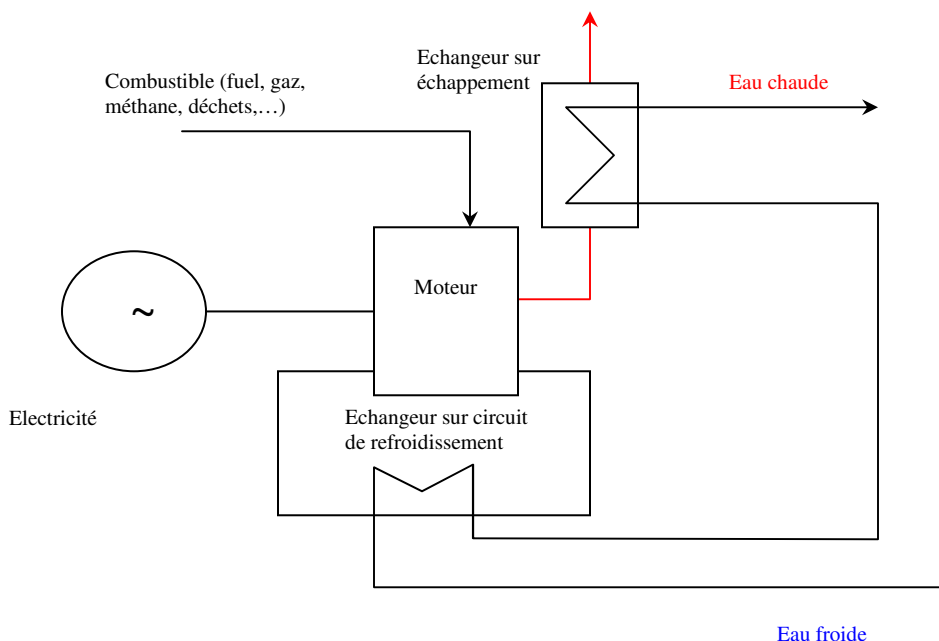 Echangeur sur
échappement
Combustible (fuel, gaz,
méthane, déchets,…)
Eau chaude
Moteur
~
Electricité
Echangeur sur circuit
de refroidissement
Eau froide